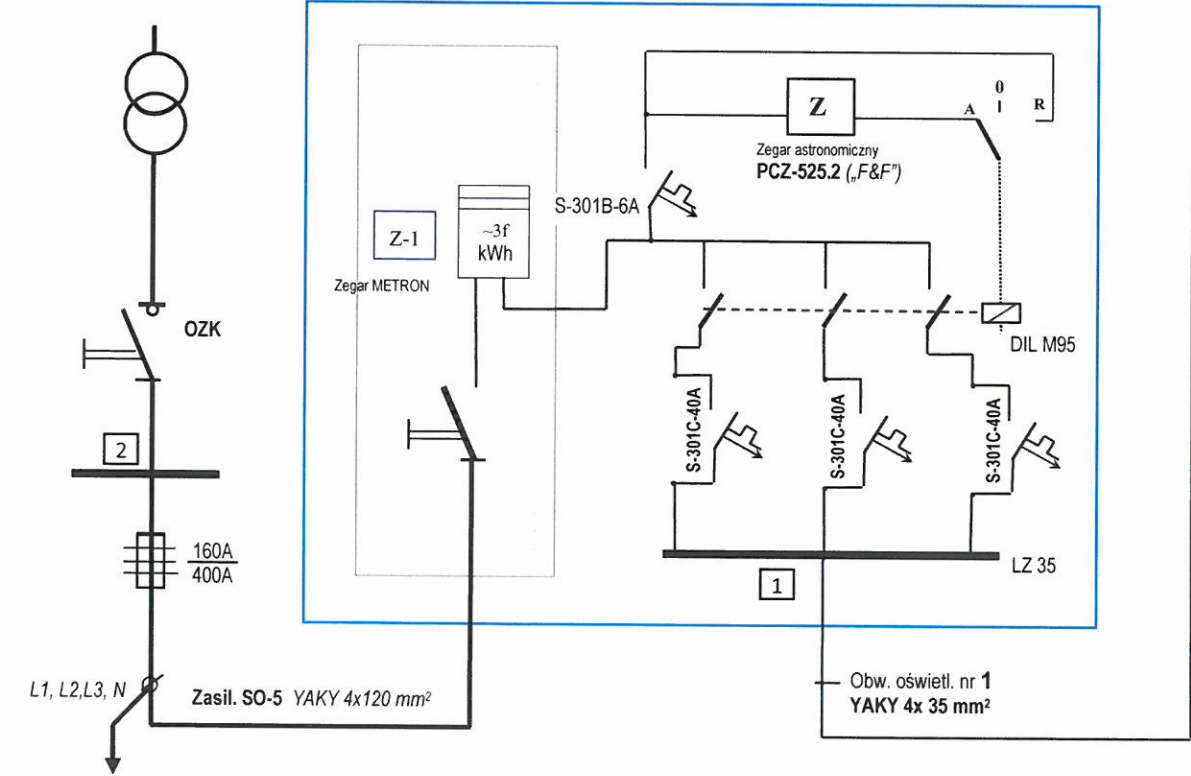 0
A
R
Z
Zegar astronomiczny
PCZ-525.2 („F&F”)
S-301B-6A
~3f
kWh
Z-1
Zegar METRON
OZK
DIL M95
S-301C-40A
S-301C-40A
S-301C-40A
2
160A
400A
LZ 35
1
L1, L2,L3, N
Zasil. SO-5 YAKY 4x120 mm²
Obw. oświetl. nr 1
YAKY 4x 35 mm²